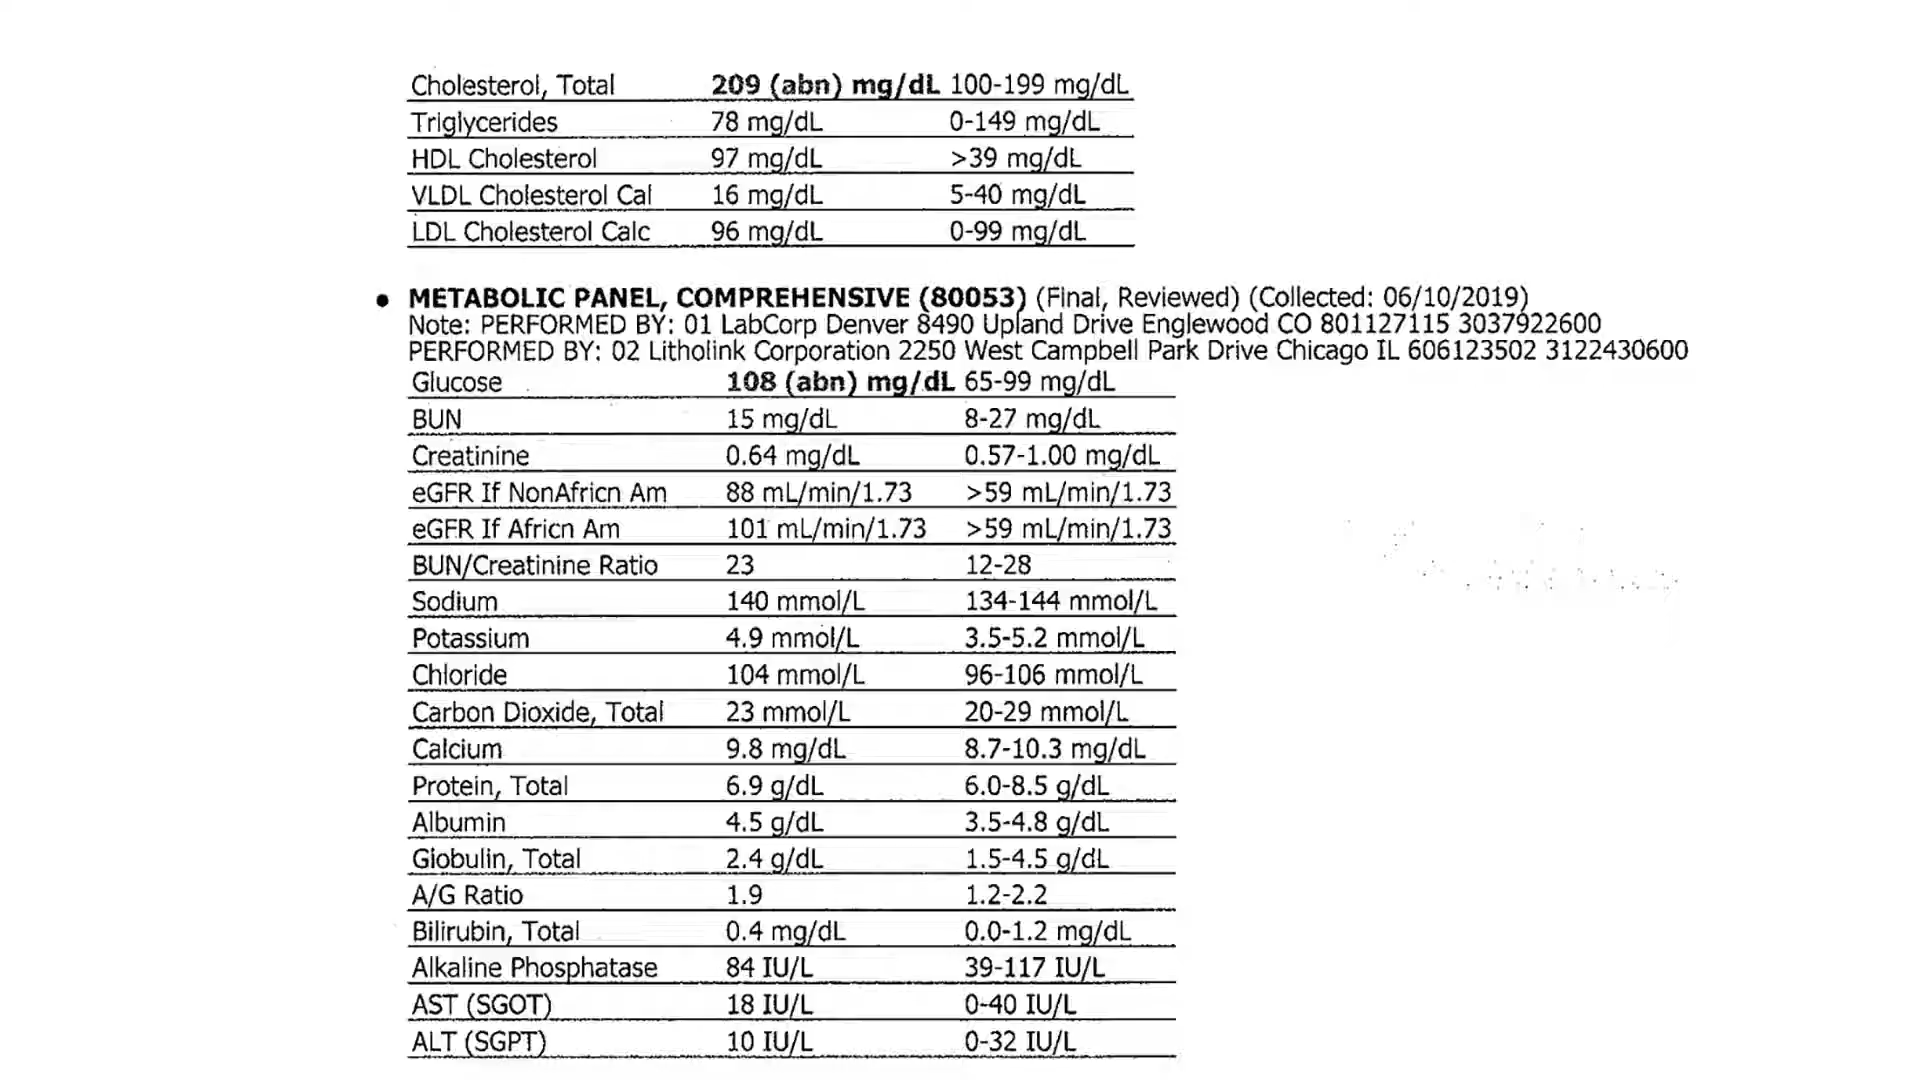 Cholesterol, Total 209 (abn) mg/dL 100-199 mg/dL
Triglycerides 78 mg/dL 0-149 mg/dL
HDL Cholesterol 97 mg/dL >39 mg/dL
VLDL Cholesterol Cal 16 mg/dL 5-40 mg/dL
LDL Cholesterol Calc 96 mg/dL 0-99 mg/dL
• METABOLIC PANEL, COMPREHENSIVE (80053) (Final, Reviewed) (Collected: 06/10/2019)
Note: PERFORMED BY: 01 LabCorp Denver 8490 Upland Drive Englewood CO 801127115 3037922600
PERFORMED BY: 02 Litholink Corporation 2250 West Campbell Park Drive Chicago IL 606123502 3122430600
Glucose 108 (abn) mg/dL 65-99 mg/dL
BUN 15 mg/dL 8-27 mg/dL
Creatinine 0.64 mg/dL 0.57-1.00 mg/dL
eGFR If NonAfricn Am 88 mL/min/1.73 >59 mL/min/1.73
eGFR If Africn Am 101 mL/min/1.73 >59 mL/min/1.73
BUN/Creatinine Ratio 23 12-28
Sodium 140 mmol/L 134-144 mmol/L
Potassium 4.9 mmol/L 3.5-5.2 mmol/L
Chloride 104 mmol/L 96-106 mmol/L
Carbon Dioxide, Total 23 mmol/L 20-29 mmol/L
Calcium 9.8 mg/dL 8.7-10.3 mg/dL
Protein, Total 6.9 g/dL 6.0-8.5 g/dL
Albumin 4.5 g/dL 3.5-4.8 g/dL
Globulin, Total 2.4 g/dL 1.5-4.5 g/dL
A/G Ratio 1.9 1.2-2.2
Bilirubin, Total 0.4 mg/dL 0.0-1.2 mg/dL
Alkaline Phosphatase 84 IU/L 39-117 IU/L
AST (SGOT) 18 IU/L 0-40 IU/L
ALT (SGPT) 10 IU/L 0-32 IU/L